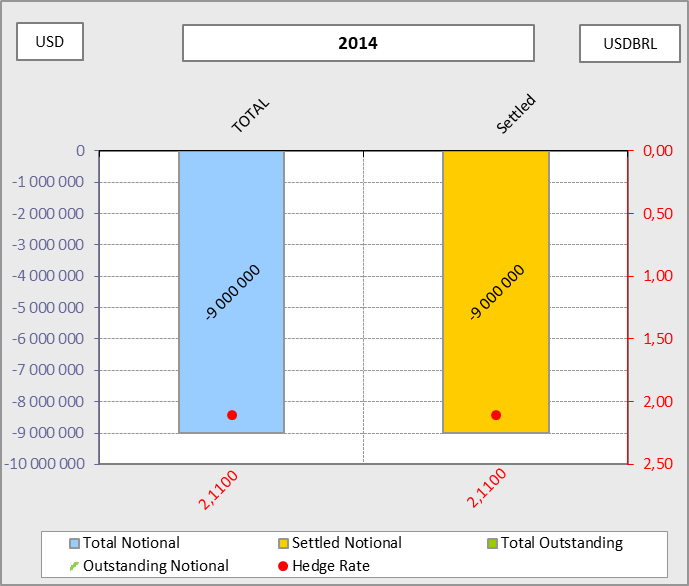 USD
2014
USDBRL
TOTAL
Settled
0
-1 000 000
-2 000 000
-3 000 000
-4 000 000
-5 000 000
-6 000 000
-7 000 000
-8 000 000
-9 000 000
-10 000 000
-9 000 000
-9 000 000
0,00
0,50
1,00
1,50
2,00
2,50
2,1100
2,1100
Total Notional
Settled Notional
Total Outstanding
Outstanding Notional
Hedge Rate